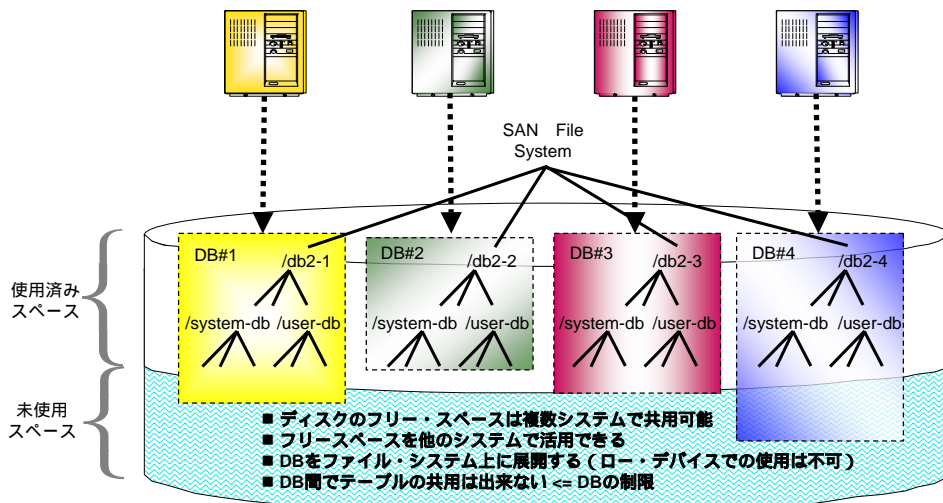 SAN File
System
DB#1
/db2-1
/system-db /user-db
DB#2
/db2-2
/system-db /user-db
DB#3
/db2-3
/system-db /user-db
DB#4
/db2-4
/system-db /user-db
使用済み
スペース
未使用
スペース
■ ディスクのフリー・スペースは複数システムで共用可能
■ フリースペースを他のシステムで活用できる
■ DBをファイル・システム上に展開する(ロー・デバイスでの使用は不可)
■ DB間でテーブルの共用は出来ない <= DBの制限